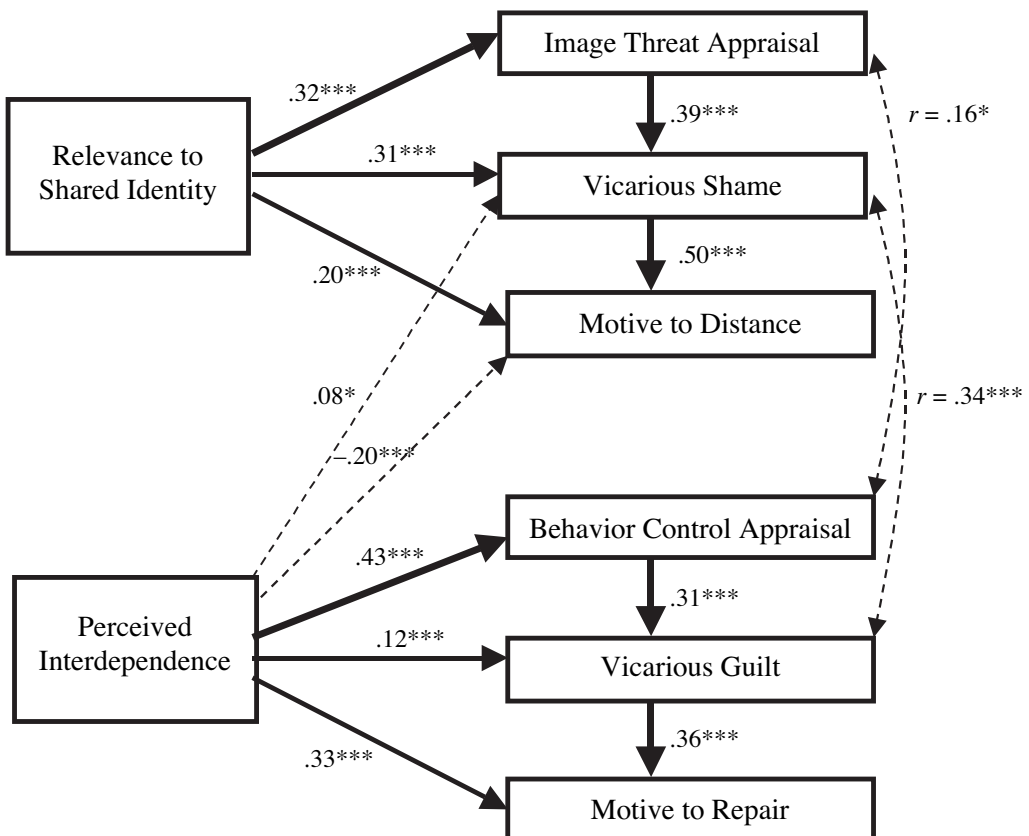 Image Threat Appraisal
.32***
.39***
r = .16*
Relevance to
Shared Identity
.31***
Vicarious Shame
.20***
.50***
Motive to Distance
.08*
r = .34***
–.20***
Behavior Control Appraisal
.43***
.31***
Perceived
Interdependence
.12***
Vicarious Guilt
.33***
.36***
Motive to Repair